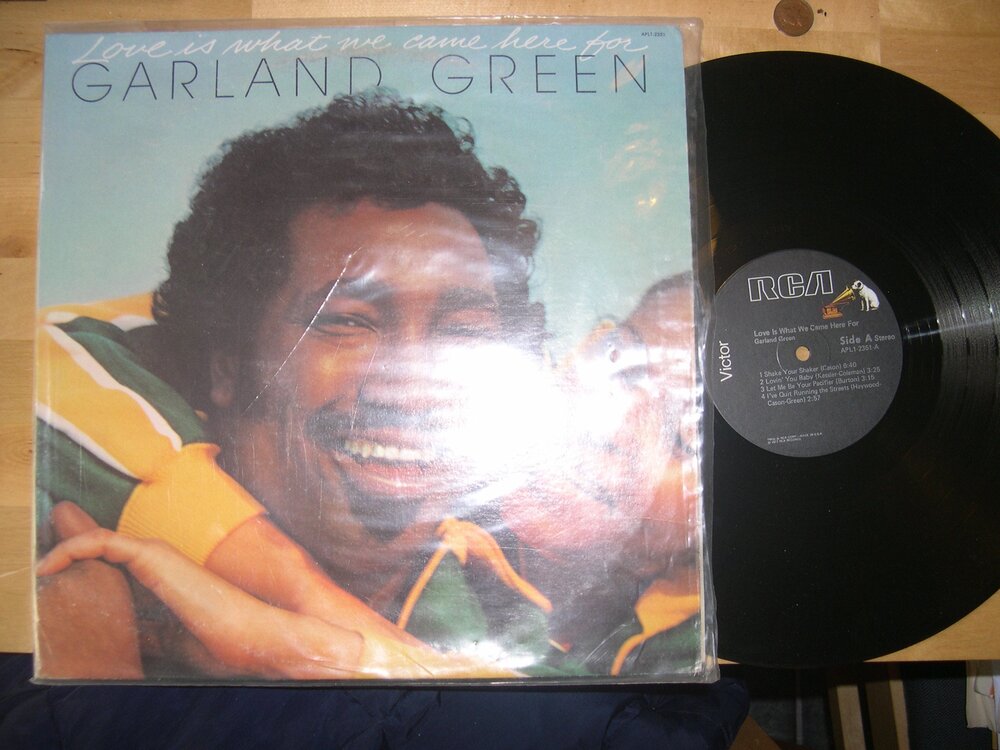 Love is what we came here for
APL1-2351
GARLAND GREEN
RCA
Victor
Love Is What We Came Here For
Garland Green
Side A Stereo
APL1-2351-A
1 Shake Your Shaker (Cason) 6:40
2 Lovin' You Baby (Kessler-Coleman) 3:25
3 Let Me Be Your Pacifier (Burton) 3:15
4 I've Quit Running the Streets (Haywood-
Cason-Green) 2:57